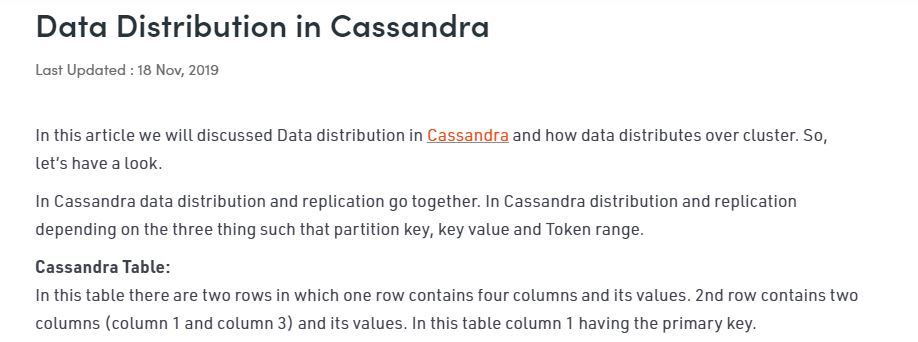 Data Distribution in Cassandra
Last Updated : 18 Nov, 2019
In this article we will discussed Data distribution in Cassandra and how data distributes over cluster. So,
let's have a look.
In Cassandra data distribution and replication go together. In Cassandra distribution and replication
depending on the three thing such that partition key, key value and Token range.
Cassandra Table:
In this table there are two rows in which one row contains four columns and its values. 2nd row contains two
columns (column 1 and column 3) and its values. In this table column 1 having the primary key.